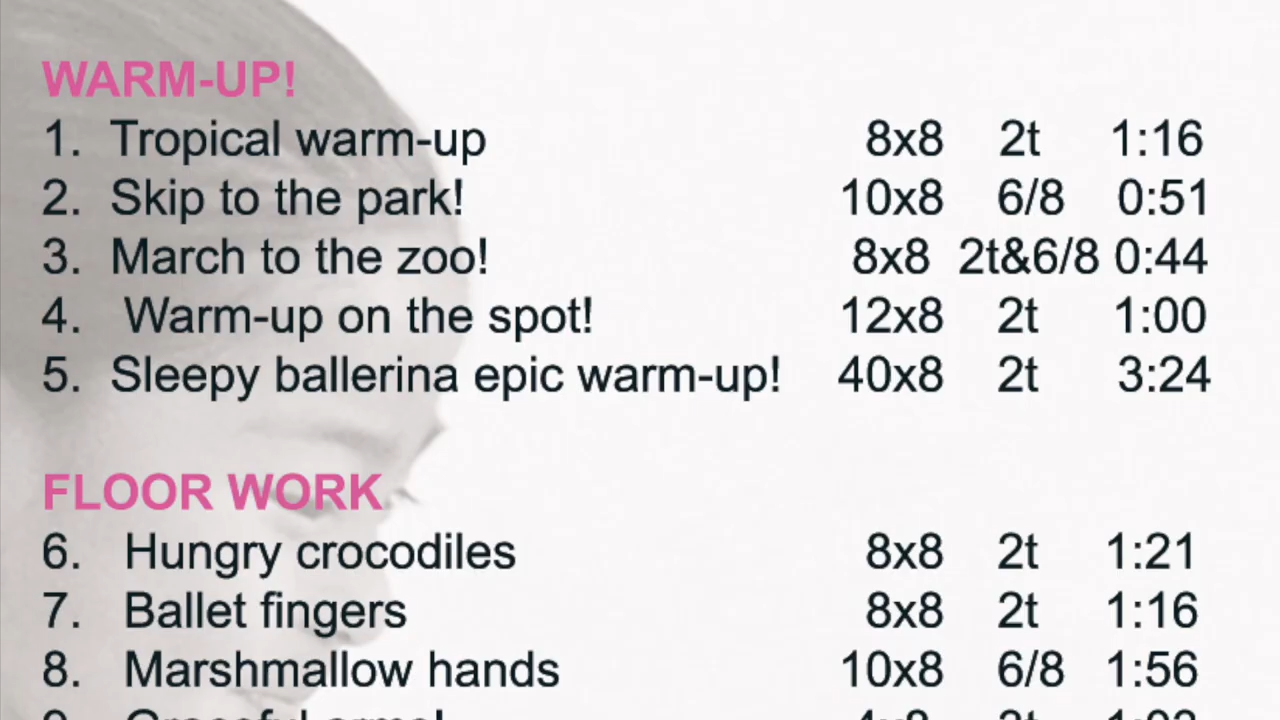 WARM-UP!
1. Tropical warm-up 8x8 2t 1:16
2. Skip to the park! 10x8 6/8 0:51
3. March to the zoo! 8x8 2t&6/8 0:44
4. Warm-up on the spot! 12x8 2t 1:00
5. Sleepy ballerina epic warm-up! 40x8 2t 3:24
FLOOR WORK
6. Hungry crocodiles 8x8 2t 1:21
7. Ballet fingers 8x8 2t 1:16
8. Marshmallow hands 10x8 6/8 1:56